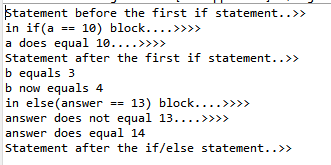 Statement before the first if statement..>>
in if(a == 10) block....>>>>
a does equal 10....>>>>
Statement after the first if statement..>>
b equals 3
b now equals 4
in else(answer == 13) block....>>>>
answer does not equal 13....>>>>
answer does equal 14
Statement after the if/else statement..>>